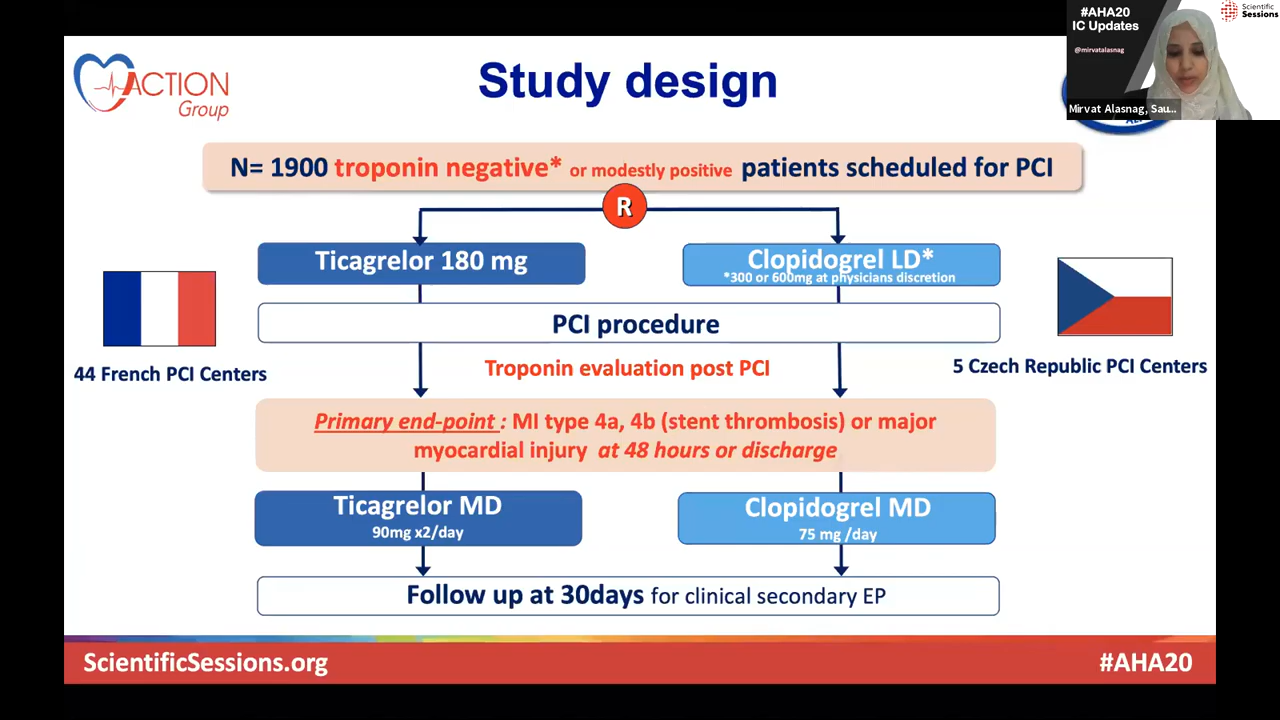 #AHA20
IC Updates
@mirvatalasnag
Scientific
Sessions
Mirvat Alasnag, Sau...
ACTION
Group
Study design
N= 1900 troponin negative* or modestly positive patients scheduled for PCI
R
Ticagrelor 180 mg
Clopidogrel LD*
*300 or 600mg at physicians discretion
PCI procedure
44 French PCI Centers
Troponin evaluation post PCI
5 Czech Republic PCI Centers
Primary end-point : MI type 4a, 4b (stent thrombosis) or major
myocardial injury at 48 hours or discharge
Ticagrelor MD
90mg x2/day
Clopidogrel MD
75 mg /day
Follow up at 30days for clinical secondary EP
ScientificSessions.org
#AHA20